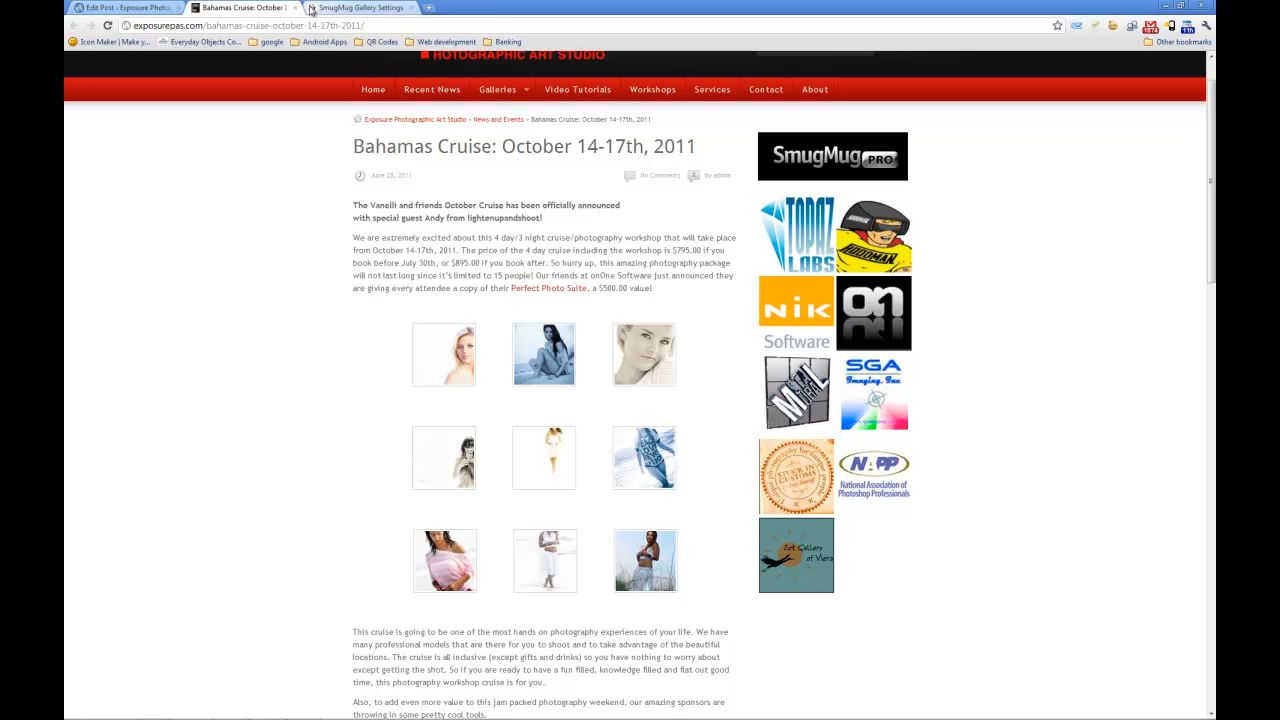 Edit Post ‹ Exposure Photog
Bahamas Cruise: October 1
SmugMug Gallery Settings
exposurepas.com/bahamas-cruise-october-14-17th-2011/
1574
11h
Icon Maker | Make y...
Everyday Objects Co...
google
Android Apps
QR Codes
Web development
Banking
Other bookmarks
HOTOGRAPHIC ART STUDIO
Home
Recent News
Galleries
Video Tutorials
Workshops
Services
Contact
About
Exposure Photographic Art Studio » News and Events » Bahamas Cruise: October 14-17th, 2011
Bahamas Cruise: October 14-17th, 2011
June 28, 2011
No Comments
by admin
The Vanelli and friends October Cruise has been officially announced
with special guest Andy from lightenupandshoot!
We are extremely excited about this 4 day/3 night cruise/photography workshop that will take place
from October 14-17th, 2011. The price of the 4 day cruise including the workshop is $795.00 if you
book before July 30th, or $895.00 if you book after. So hurry up, this amazing photography package
will not last long since it's limited to 15 people! Our friends at onOne Software just announced they
are giving every attendee a copy of their Perfect Photo Suite, a $500.00 value!
This cruise is going to be one of the most hands on photography experiences of your life. We have
many professional models that are there for you to shoot and to take advantage of the beautiful
locations. The cruise is all inclusive (except gifts and drinks) so you have nothing to worry about
except getting the shot. So if you are ready to have a fun filled, knowledge filled and flat out good
time, this photography workshop cruise is for you.
Also, to add even more value to this jam packed photography weekend, our amazing sponsors are
throwing in some pretty cool tools.
SmugMug PRO
TOPAZ
LABS
HOODMAN
NiK
Software
on
SGA
Imaging, Inc
STUCK IN
CUSTOMS
NAPP
National Association of
Photoshop Professionals
Art Gallery
of Viera